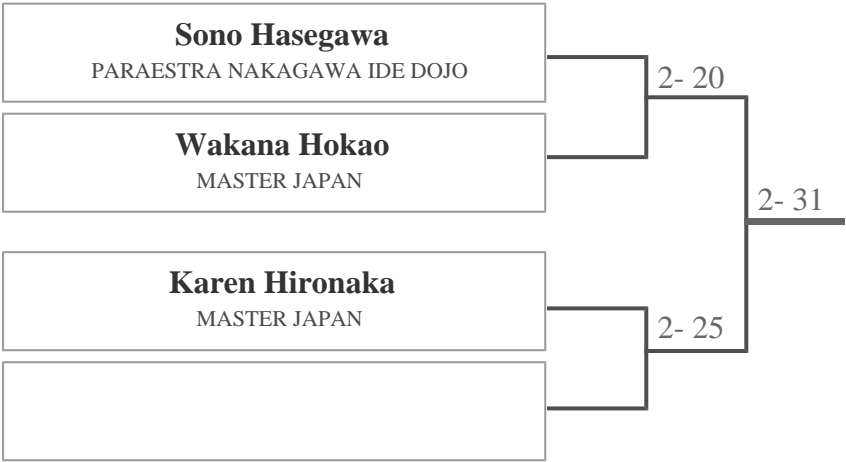 Sono Hasegawa
PARAESTRA NAKAGAWA IDE DOJO
2- 20
Wakana Hokao
MASTER JAPAN
2- 31
Karen Hironaka
MASTER JAPAN
2- 25